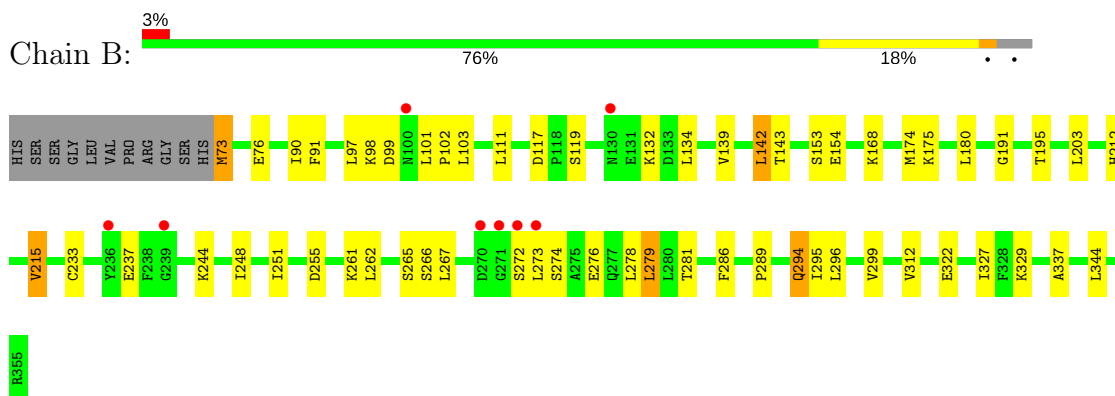 3%
Chain B:
76% 18% • •
HIS SER SER GLY LEU VAL PRO ARG GLY SER HIS M73 E76 I90 F91 L97 K98 D99 N100 L101 P102 L103 L111 D117 P118 S119 N130 E131 K132 D133 L134 V139 L142 T143 S153 E154 K168 M174 K175 L180 G191 T195 L203
V215 C233 Y236 E237 F238 G239 K244 I248 I251 D255 K261 L262 S265 S266 L267 D270 G271 S272 L273 S274 A275 E276 Q277 L278 L279 L280 T281 F286 P289 Q294 I295 L296 V299 V312 E322 I327 F328 K329 A337 L344
R355